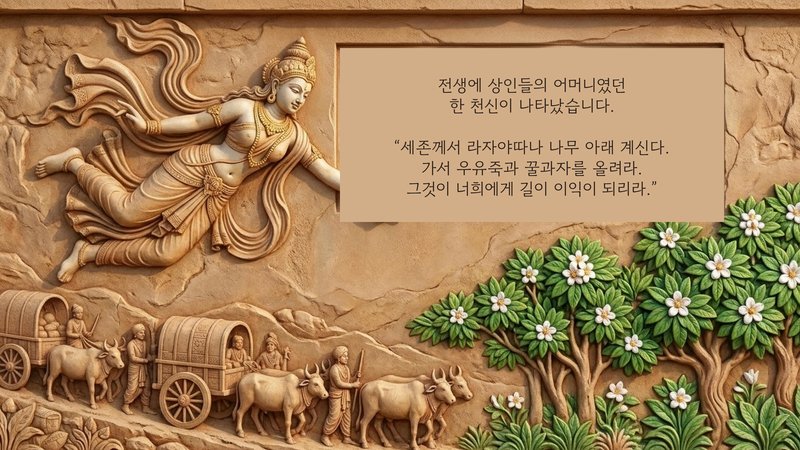 전생에 상인들의 어머니였던
한 천신이 나타났습니다.
“세존께서 라자야따나 나무 아래 계신다.
가서 우유죽과 꿀과자를 올려라.
그것이 너희에게 길이 이익이 되리라.”